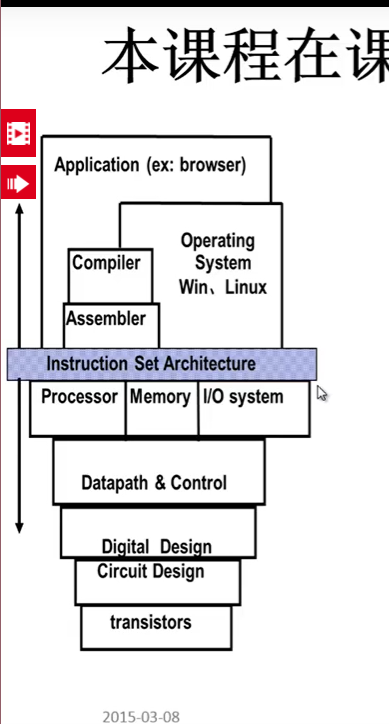 本课程在课
Application (ex: browser)
Operating
System
Win、Linux
Compiler
Assembler
Instruction Set Architecture
Processor Memory I/O system
Datapath & Control
Digital Design
Circuit Design
transistors
2015-03-08